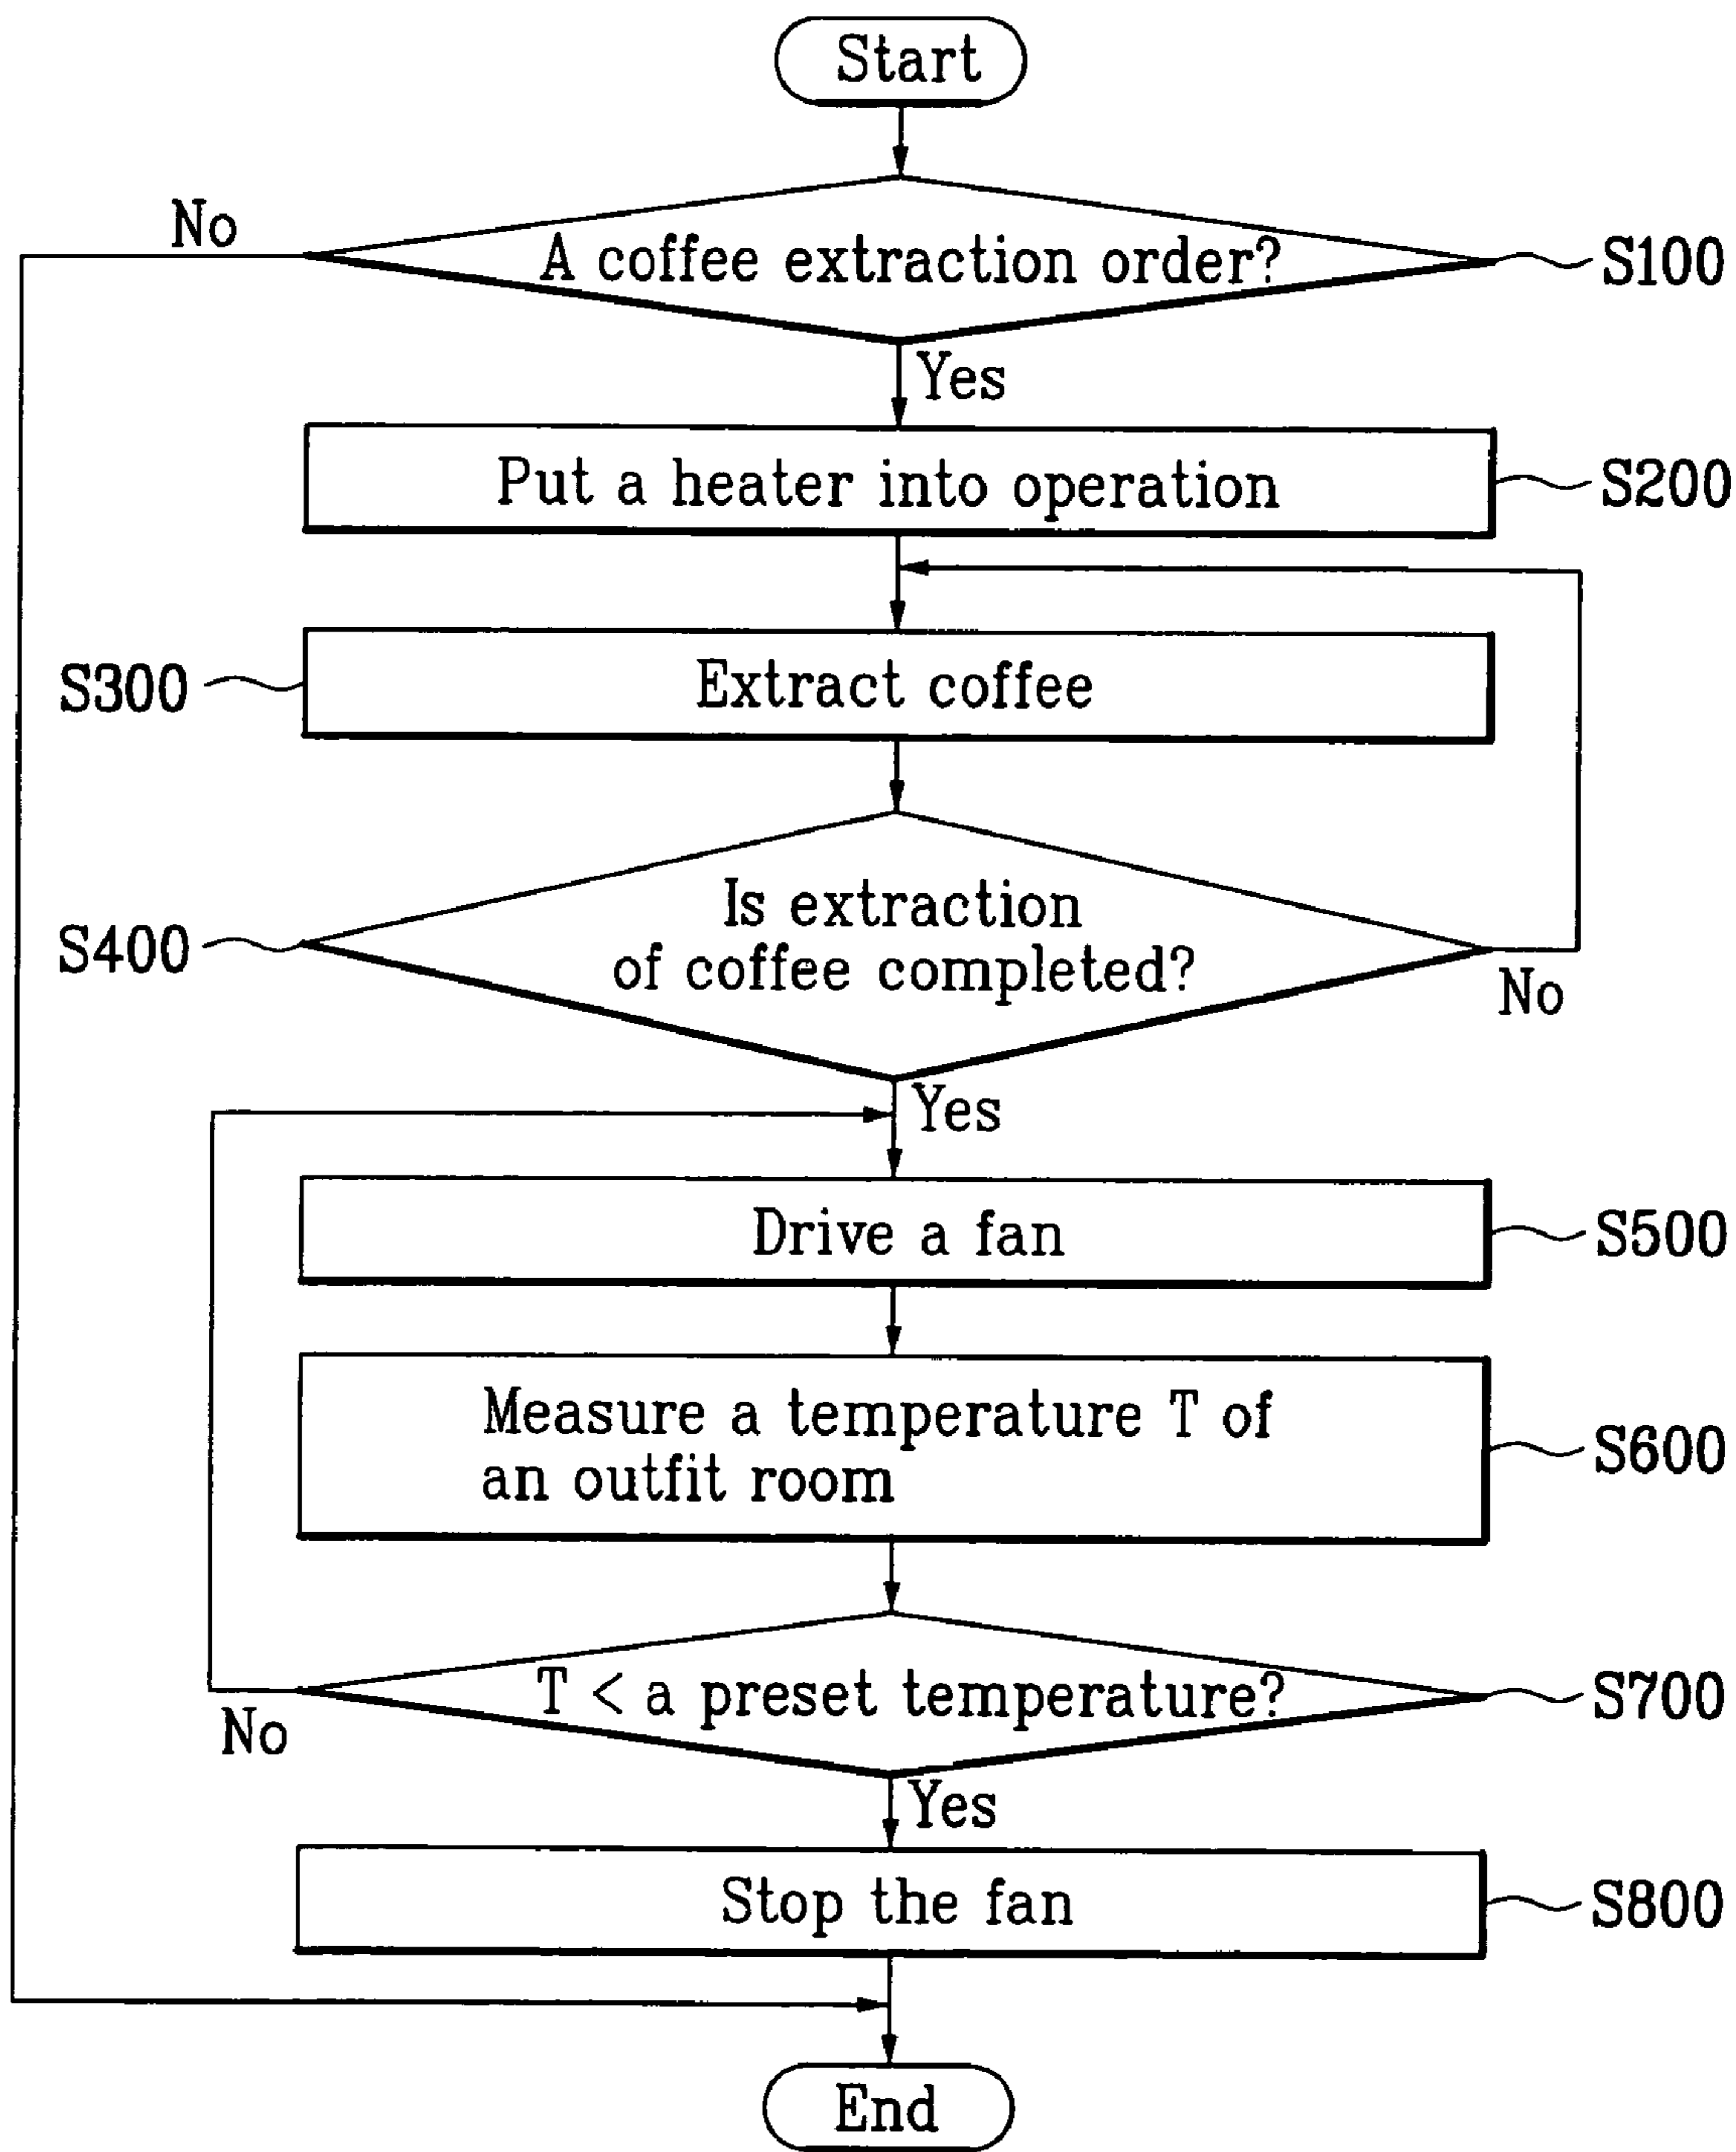 Start
No
A coffee extraction order?
S100
Yes
Put a heater into operation
S200
S300
Extract coffee
S400
Is extraction
of coffee completed?
No
Yes
Drive a fan
S500
Measure a temperature T of
an outfit room
S600
T < a preset temperature?
S700
No
Yes
Stop the fan
S800
End